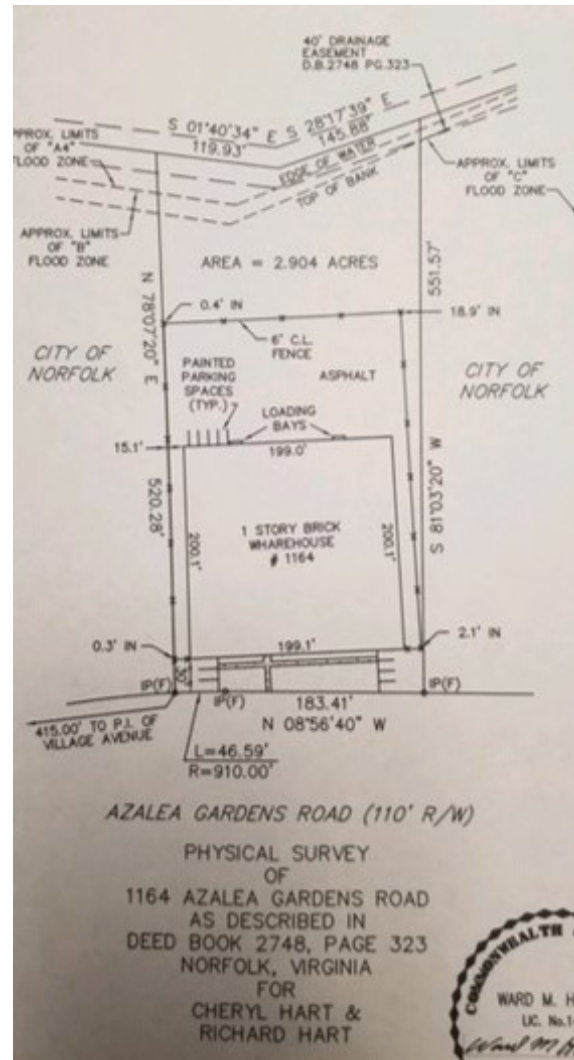 40' DRAINAGE
EASEMENT
D.B.2748 PG.323
S 01°40'34" E
119.93'
S 28°17'39" E
145.88'
EDGE OF WATER
TOP OF BANK
PPROX. LIMITS
OF "A4"
FLOOD ZONE
APPROX. LIMITS
OF "B"
FLOOD ZONE
APPROX. LIMITS
OF "C"
FLOOD ZONE
AREA = 2.904 ACRES
N 78°07'20" E
520.28'
551.57'
S 81°03'20" W
0.4' IN
18.9' IN
6' C.L.
FENCE
CITY OF
NORFOLK
CITY OF
NORFOLK
PAINTED
PARKING
SPACES
(TYP.)
ASPHALT
LOADING
BAYS
15.1'
199.0'
200.1'
200.1'
1 STORY BRICK
WHAREHOUSE
# 1164
0.3' IN
199.1'
2.1' IN
IP(F)
IP(F)
183.41'
IP(F)
N 08°56'40" W
415.00' TO P.I. OF
VILLAGE AVENUE
L=46.59'
R=910.00'
AZALEA GARDENS ROAD (110' R/W)
PHYSICAL SURVEY
OF
1164 AZALEA GARDENS ROAD
AS DESCRIBED IN
DEED BOOK 2748, PAGE 323
NORFOLK, VIRGINIA
FOR
CHERYL HART &
RICHARD HART
COMMONWEALTH
WARD M. H
LIC. No.1
Ward M H